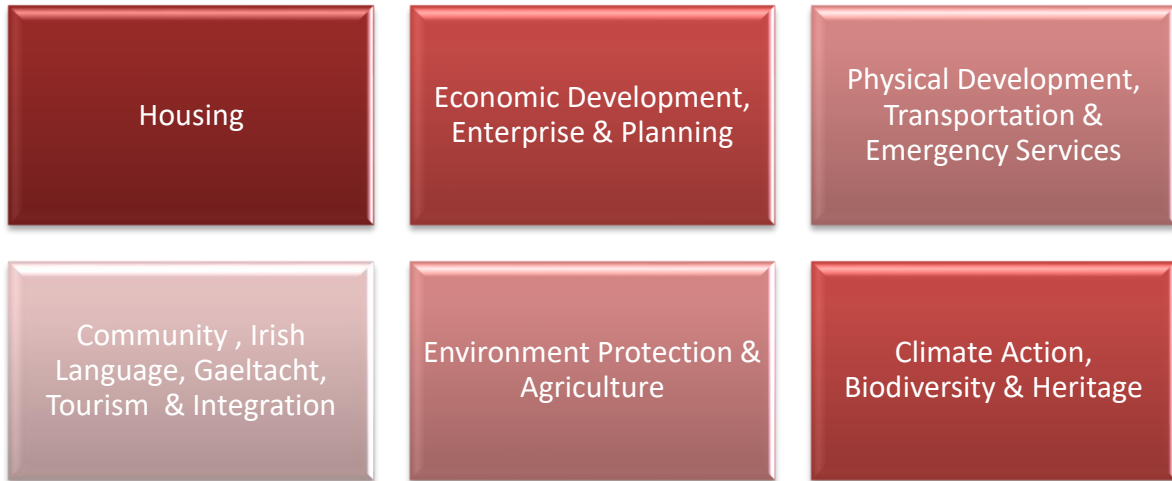 Housing
Economic Development,
Enterprise & Planning
Physical Development,
Transportation &
Emergency Services
Community , Irish
Language, Gaeltacht,
Tourism  & Integration
Environment Protection &
Agriculture
Climate Action,
Biodiversity & Heritage